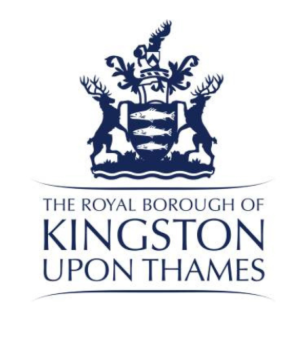 THE ROYAL BOROUGH OF
KINGSTON
UPON THAMES